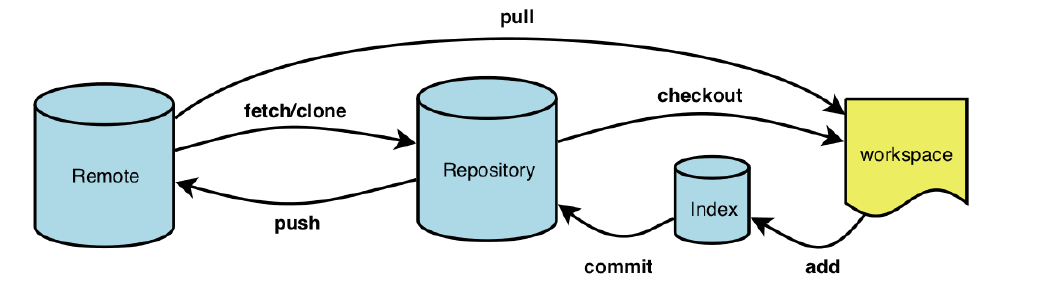 pull
fetch/clone
checkout
Remote
Repository
workspace
Index
push
commit
add